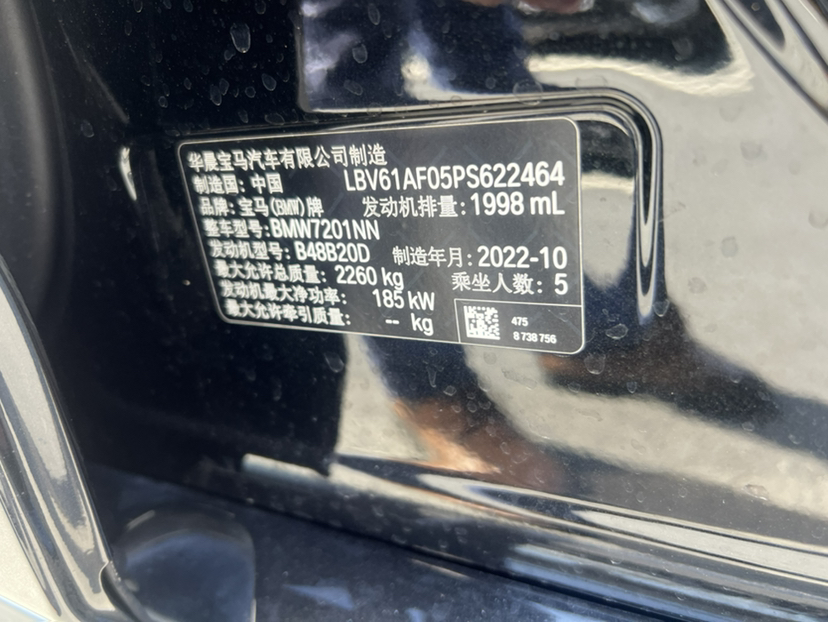 华晨宝马汽车有限公司制造
制造国: 中国 LBV61AF05PS622464
品牌: 宝马(BMW)牌 发动机排量: 1998 mL
整车型号: BMW7201NN
发动机型号: B48B20D 制造年月: 2022-10
最大允许总质量: 2260 kg 乘坐人数: 5
发动机最大净功率: 185 kW
最大允许牵引质量: -- kg
475
8 738 756